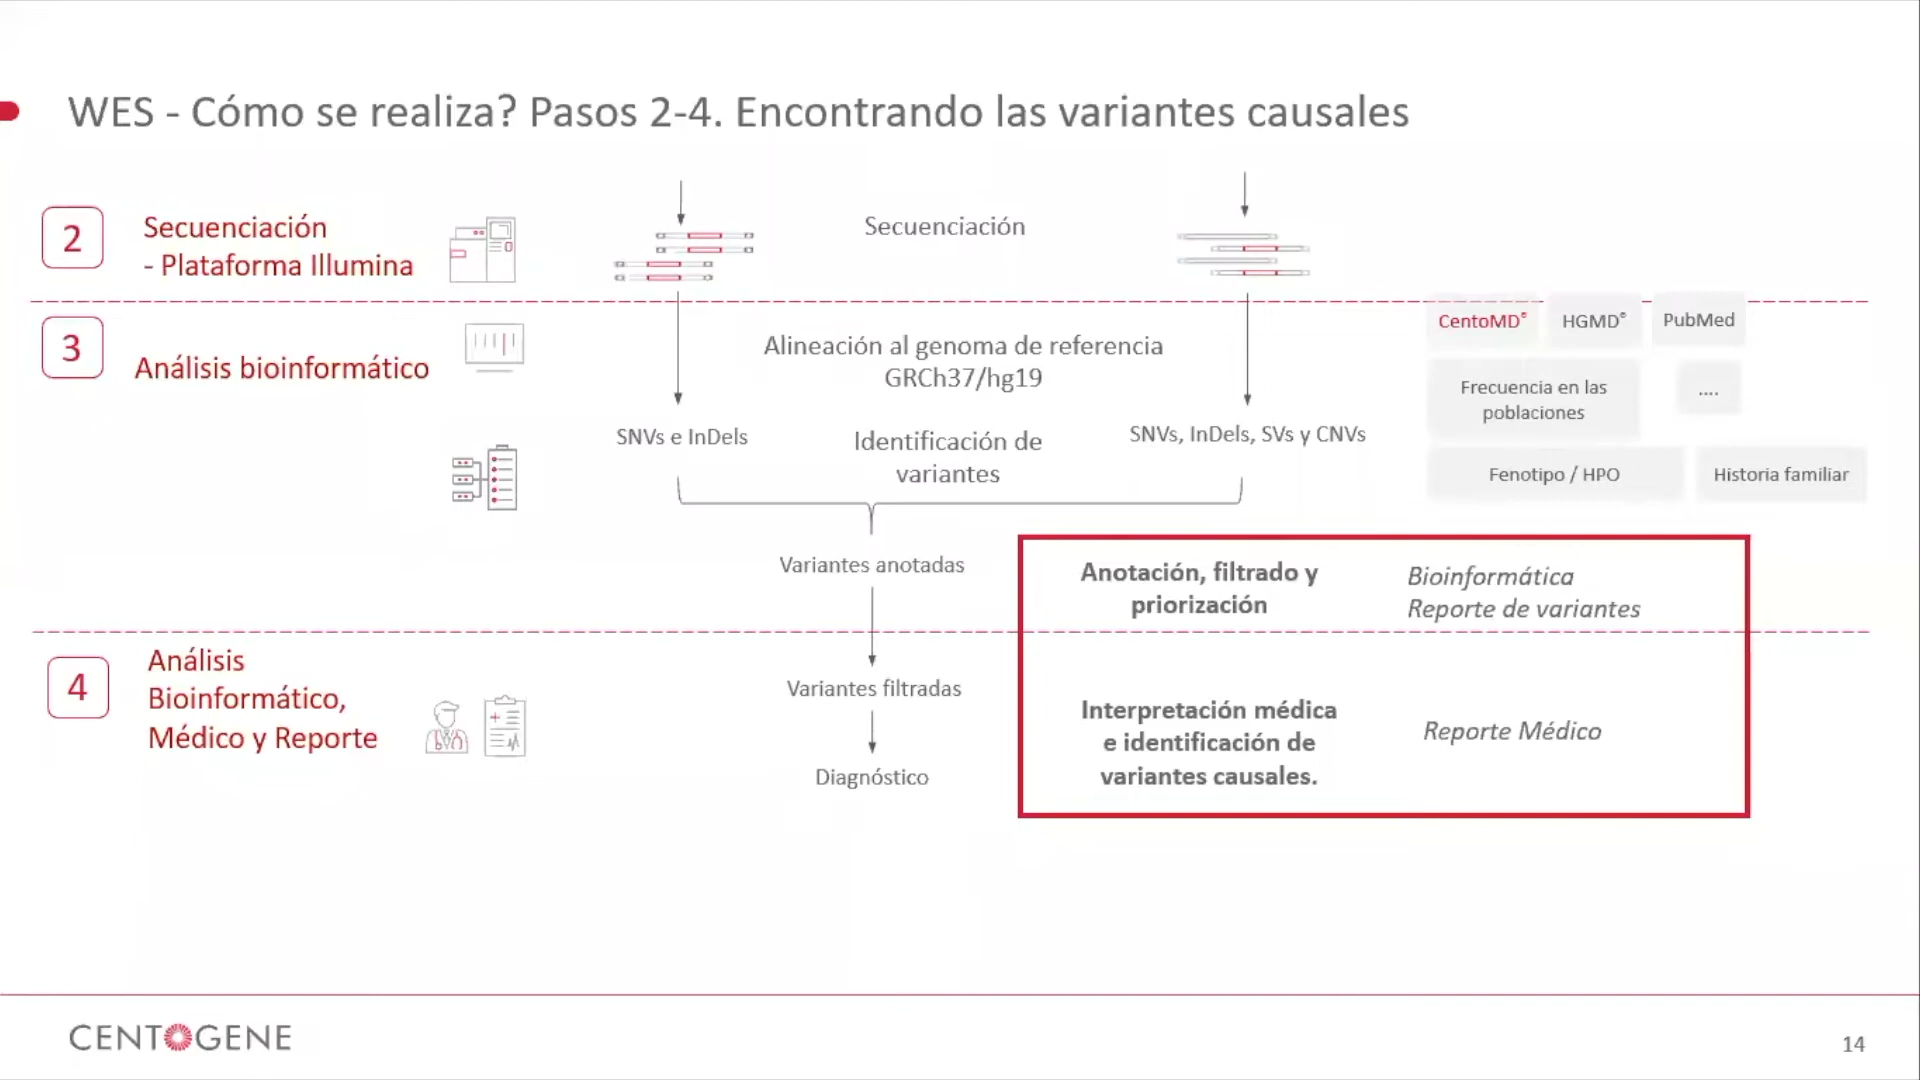 WES - Cómo se realiza? Pasos 2-4. Encontrando las variantes causales
2
Secuenciación
- Plataforma Illumina
Secuenciación
3
Análisis bioinformático
Alineación al genoma de referencia
GRCh37/hg19
CentoMD®
HGMD®
PubMed
Frecuencia en las
poblaciones
....
Fenotipo / HPO
Historia familiar
SNVs e InDels
Identificación de
variantes
SNVs, InDels, SVs y CNVs
Variantes anotadas
Anotación, filtrado y
priorización
Bioinformática
Reporte de variantes
4
Análisis
Bioinformático,
Médico y Reporte
Variantes filtradas
Diagnóstico
Interpretación médica
e identificación de
variantes causales.
Reporte Médico
CENTOGENE
14